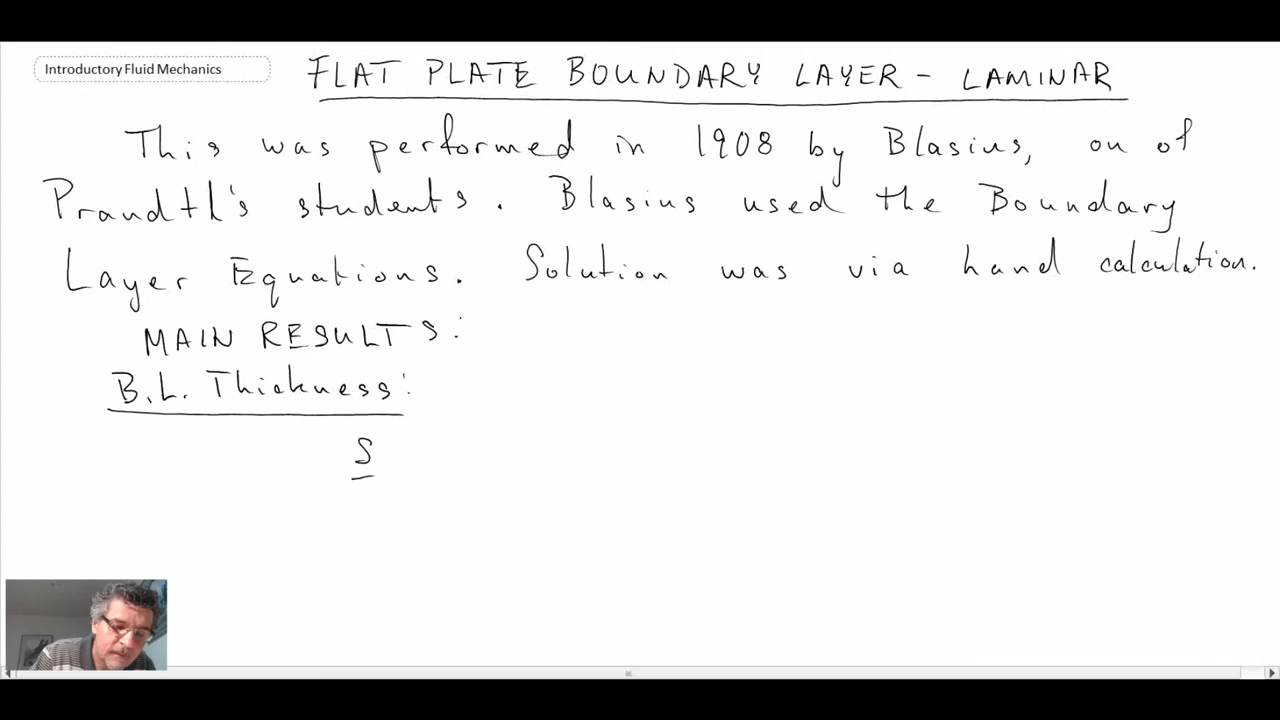 Introductory Fluid Mechanics
FLAT PLATE BOUNDARY LAYER - LAMINAR
This was performed in 1908 by Blasius, on of
Prandtl's students. Blasius used the Boundary
Layer Equations. Solution was via hand calculation.
MAIN RESULTS:
B.L. Thickness:
δ